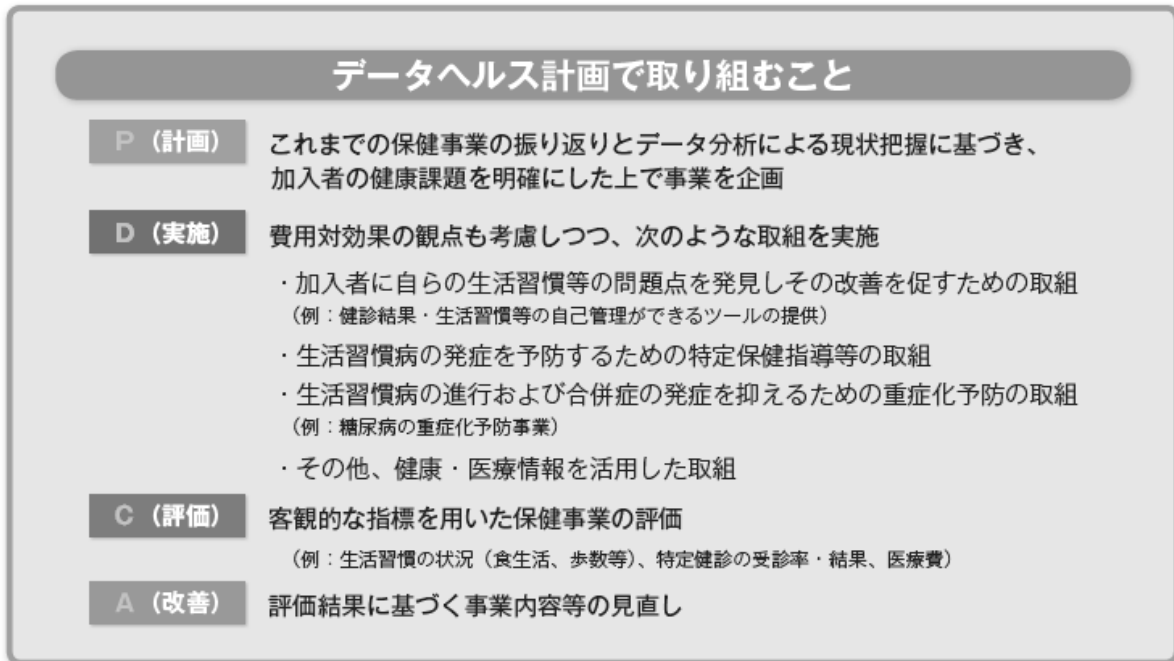 データヘルス計画で取り組むこと
P（計画）
これまでの保健事業の振り返りとデータ分析による現状把握に基づき、
加入者の健康課題を明確にした上で事業を企画
D（実施）
費用対効果の観点も考慮しつつ、次のような取組を実施
・加入者に自らの生活習慣等の問題点を発見しその改善を促すための取組
（例：健診結果・生活習慣等の自己管理ができるツールの提供）
・生活習慣病の発症を予防するための特定保健指導等の取組
・生活習慣病の進行および合併症の発症を抑えるための重症化予防の取組
（例：糖尿病の重症化予防事業）
・その他、健康・医療情報を活用した取組
C（評価）
客観的な指標を用いた保健事業の評価
（例：生活習慣の状況（食生活、歩数等）、特定健診の受診率・結果、医療費）
A（改善）
評価結果に基づく事業内容等の見直し